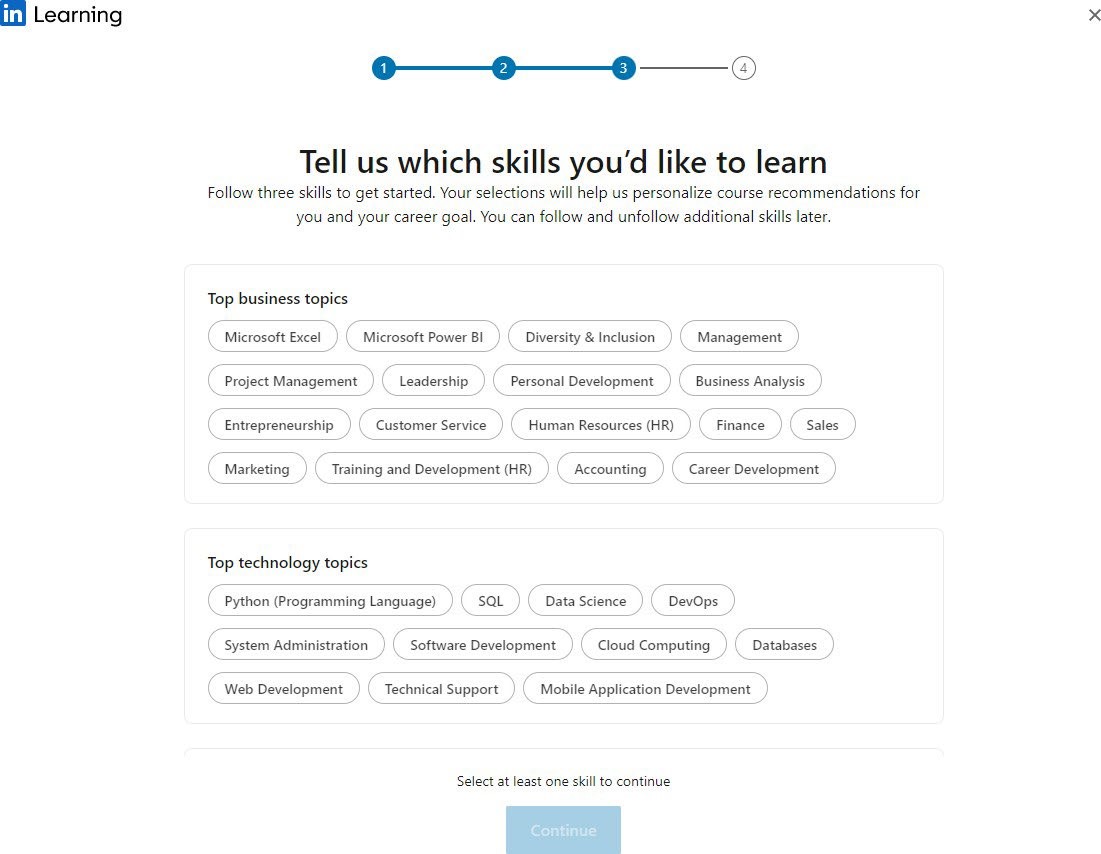 in Learning
1 2 3 4
Tell us which skills you’d like to learn
Follow three skills to get started. Your selections will help us personalize course recommendations for
you and your career goal. You can follow and unfollow additional skills later.
Top business topics
Microsoft Excel Microsoft Power BI Diversity & Inclusion Management
Project Management Leadership Personal Development Business Analysis
Entrepreneurship Customer Service Human Resources (HR) Finance Sales
Marketing Training and Development (HR) Accounting Career Development
Top technology topics
Python (Programming Language) SQL Data Science DevOps
System Administration Software Development Cloud Computing Databases
Web Development Technical Support Mobile Application Development
Select at least one skill to continue
Continue